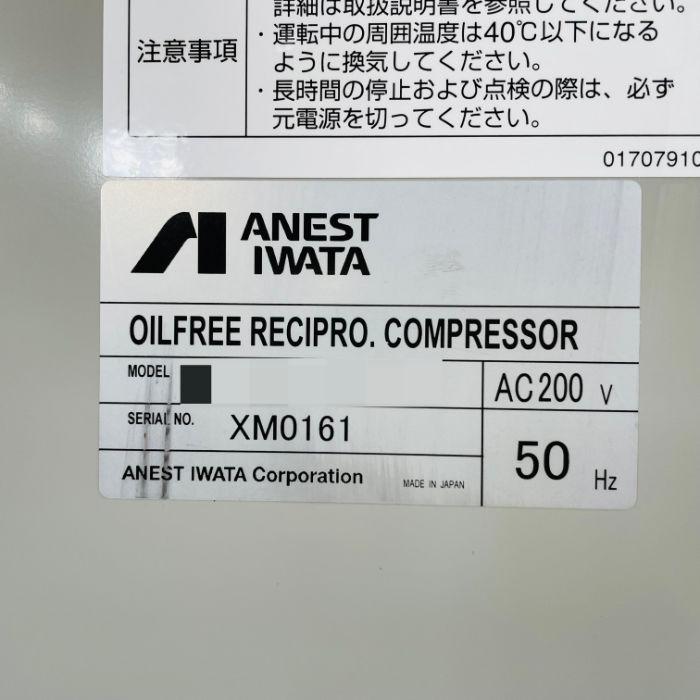 詳細は取扱説明書を参照してください。
・運転中の周囲温度は40℃以下になる
注意事項
ように換気してください。
・長時間の停止および点検の際は、必ず
元電源を切ってください。
01707910
ANEST
IWATA
OILFREE RECIPRO. COMPRESSOR
MODEL
AC 200 V
SERIAL NO. XM0161
50 Hz
ANEST IWATA Corporation
MADE IN JAPAN